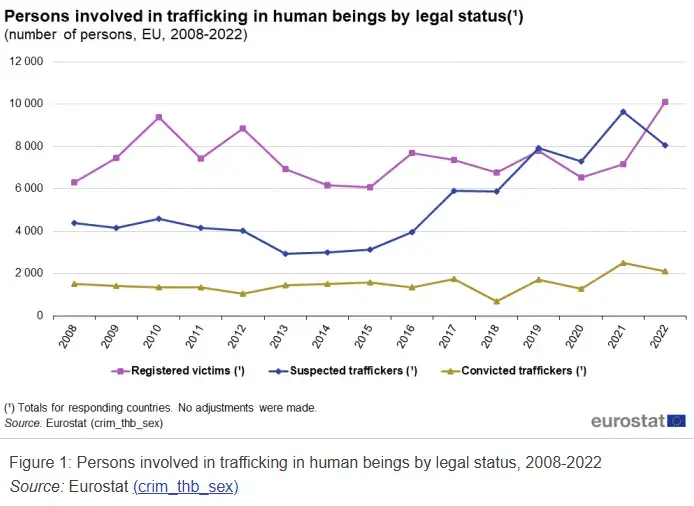 Persons involved in trafficking in human beings by legal status(¹)
(number of persons, EU, 2008-2022)
12 000
10 000
8 000
6 000
4 000
2 000
0
2008 2009 2010 2011 2012 2013 2014 2015 2016 2017 2018 2019 2020 2021 2022
Registered victims (¹) Suspected traffickers (¹) Convicted traffickers (¹)
(¹) Totals for responding countries. No adjustments were made.
Source: Eurostat (crim_thb_sex)
eurostat
Figure 1: Persons involved in trafficking in human beings by legal status, 2008-2022
Source: Eurostat (crim_thb_sex)